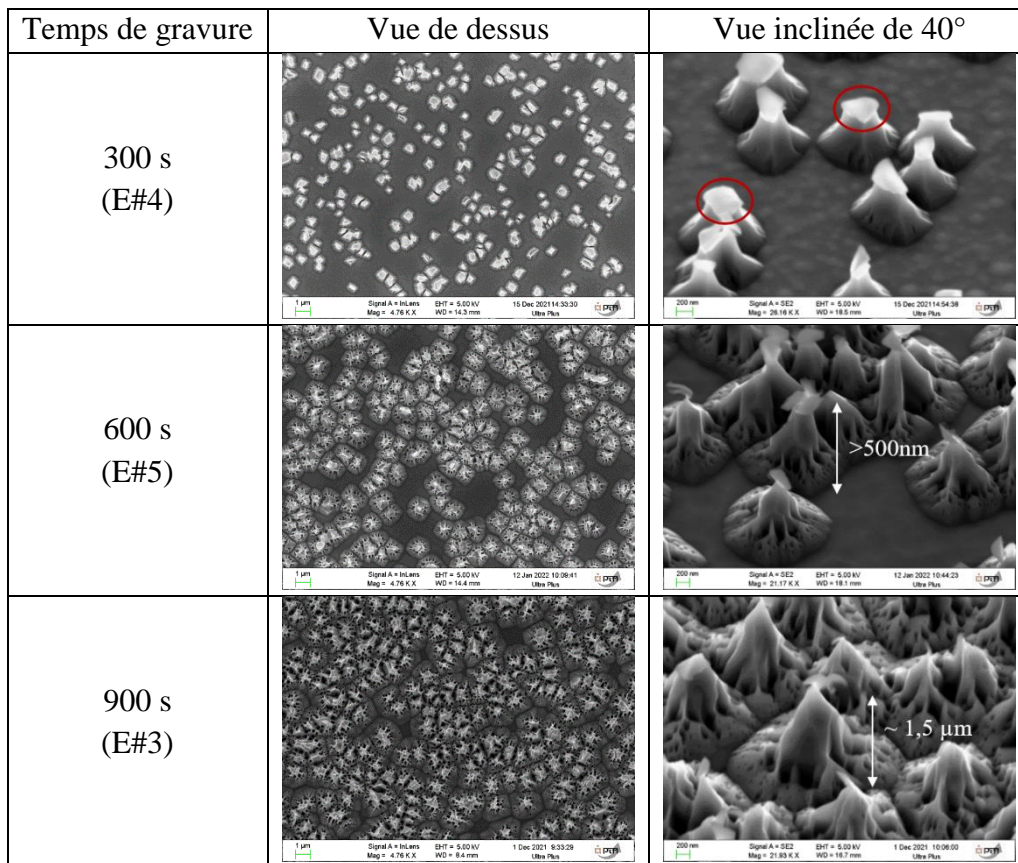 Temps de gravure
Vue de dessus
Vue inclinée de 40°
300 s
(E#4)
1 µm
Signal A = InLens
EHT = 5.00 kV
15 Dec 2021 14:33:30
Mag = 4.76 K X
WD = 14.3 mm
Ultra Plus
200 nm
Signal A = SE2
EHT = 5.00 kV
15 Dec 2021 14:54:38
Mag = 26.16 K X
WD = 18.5 mm
Ultra Plus
600 s
(E#5)
1 µm
Signal A = InLens
EHT = 5.00 kV
12 Jan 2022 10:09:41
Mag = 4.76 K X
WD = 14.4 mm
Ultra Plus
>500nm
200 nm
Signal A = SE2
EHT = 5.00 kV
12 Jan 2022 10:44:23
Mag = 21.17 K X
WD = 18.1 mm
Ultra Plus
900 s
(E#3)
1 µm
Signal A = InLens
EHT = 5.00 kV
1 Dec 2021 9:33:29
Mag = 4.76 K X
WD = 8.4 mm
Ultra Plus
~ 1,5 µm
200 nm
Signal A = SE2
EHT = 5.00 kV
1 Dec 2021 10:06:00
Mag = 21.93 K X
WD = 16.7 mm
Ultra Plus